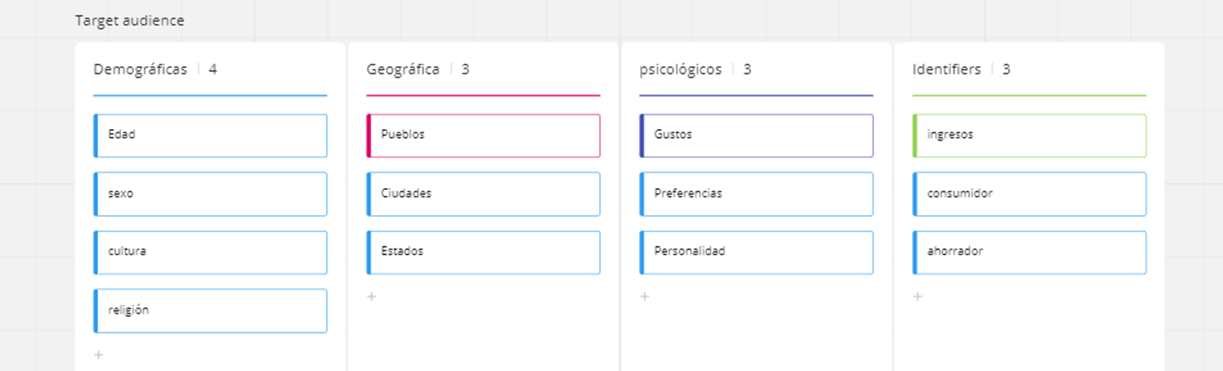 Target audience
Demográficas | 4
Edad
sexo
cultura
religión
+
Geográfica | 3
Pueblos
Ciudades
Estados
+
psicológicos | 3
Gustos
Preferencias
Personalidad
+
Identifiers | 3
ingresos
consumidor
ahorrador
+